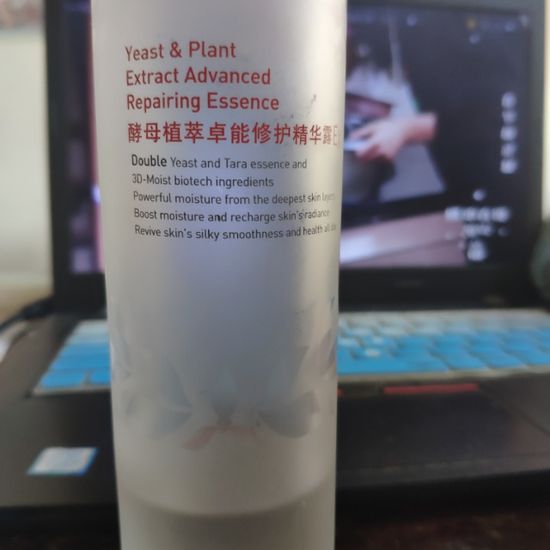 Yeast & Plant
Extract Advanced
Repairing Essence
酵母植萃卓能修护精华露
Double Yeast and Tara essence and
3D-Moist biotech ingredients
Powerful moisture from the deepest skin layers
Boost moisture and recharge skin's radiance
Revive skin's silky smoothness and health all